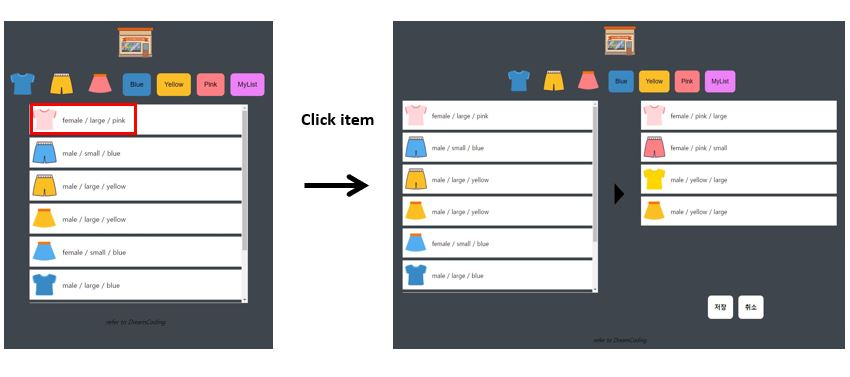 Blue
Yellow
Pink
MyList
female / large / pink
male / small / blue
male / large / yellow
male / large / yellow
female / small / blue
male / large / blue
refer to DreamCoding
Click item
Blue
Yellow
Pink
MyList
female / large / pink
male / small / blue
male / large / yellow
male / large / yellow
female / small / blue
male / large / blue
female / pink / large
female / pink / small
male / yellow / large
male / yellow / large
저장
취소
refer to DreamCoding